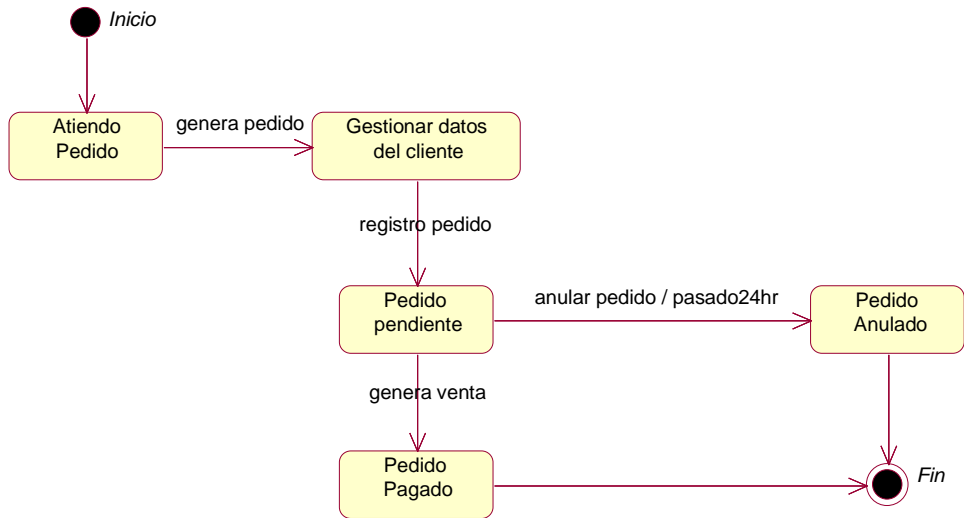 Inicio
Atiendo
Pedido
genera pedido
Gestionar datos
del cliente
registro pedido
Pedido
pendiente
anular pedido / pasado24hr
Pedido
Anulado
genera venta
Pedido
Pagado
Fin